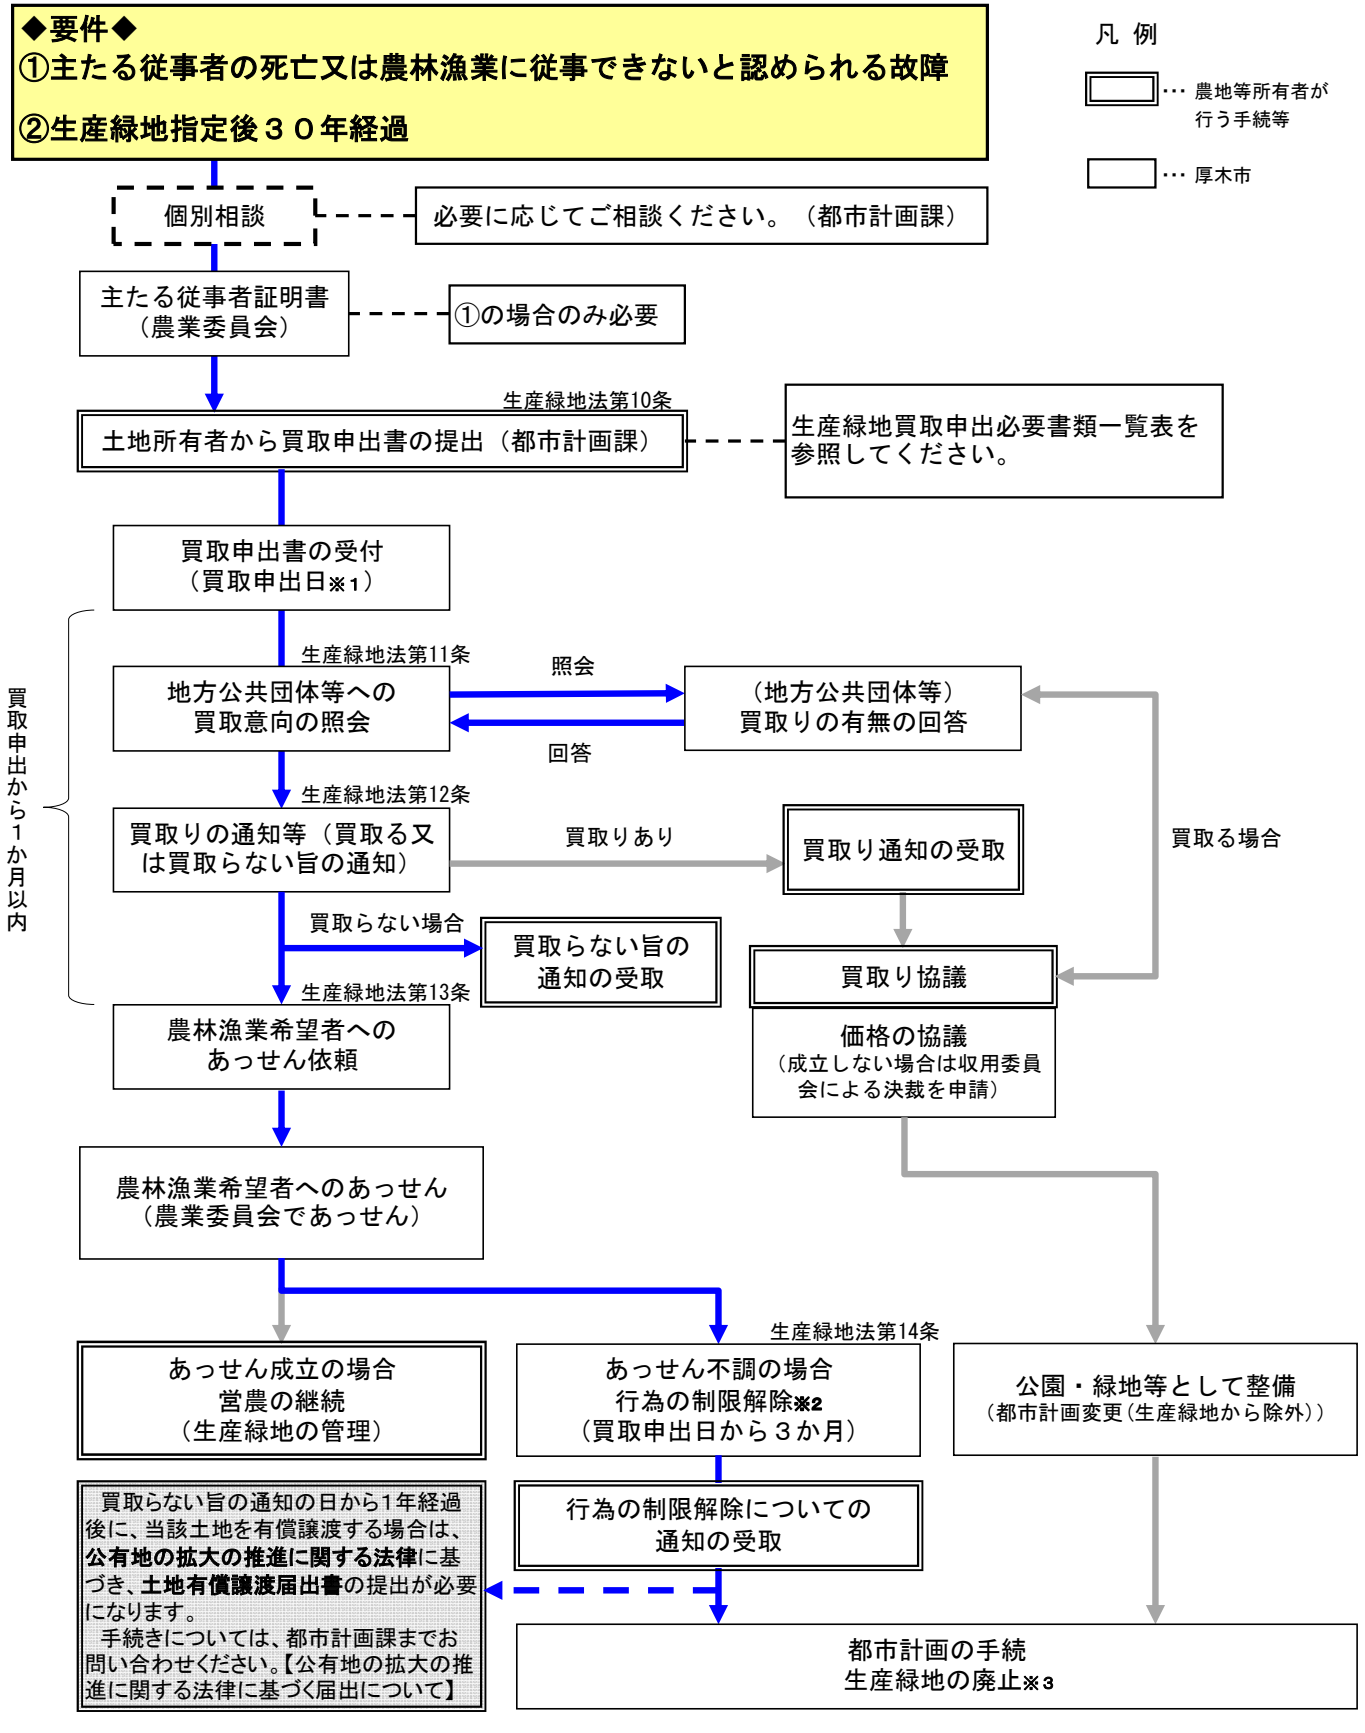 ◆要件◆
①主たる従事者の死亡又は農林漁業に従事できないと認められる故障
②生産緑地指定後３０年経過
凡 例
… 農地等所有者が
行う手続等
… 厚木市
個別相談
必要に応じてご相談ください。（都市計画課）
主たる従事者証明書
（農業委員会）
①の場合のみ必要
生産緑地法第10条
土地所有者から買取申出書の提出（都市計画課）
生産緑地買取申出必要書類一覧表を
参照してください。
買取申出書の受付
（買取申出日※1）
買取申出から１か月以内
生産緑地法第11条
地方公共団体等への
買取意向の照会
照会
回答
（地方公共団体等）
買取りの有無の回答
買取る場合
生産緑地法第12条
買取りの通知等（買取る又
は買取らない旨の通知）
買取りあり
買取り通知の受取
買取らない場合
買取らない旨の
通知の受取
買取り協議
価格の協議
（成立しない場合は収用委員
会による決裁を申請）
生産緑地法第13条
農林漁業希望者への
あっせん依頼
農林漁業希望者へのあっせん
（農業委員会であっせん）
あっせん成立の場合
営農の継続
（生産緑地の管理）
生産緑地法第14条
あっせん不調の場合
行為の制限解除※2
（買取申出日から３か月）
公園・緑地等として整備
（都市計画変更（生産緑地から除外））
買取らない旨の通知の日から１年経過
後に、当該土地を有償譲渡する場合は、
公有地の拡大の推進に関する法律に基
づき、土地有償譲渡届出書の提出が必要
になります。
手続きについては、都市計画課までお
問い合わせください。【公有地の拡大の推
進に関する法律に基づく届出について】
行為の制限解除についての
通知の受取
都市計画の手続
生産緑地の廃止※3